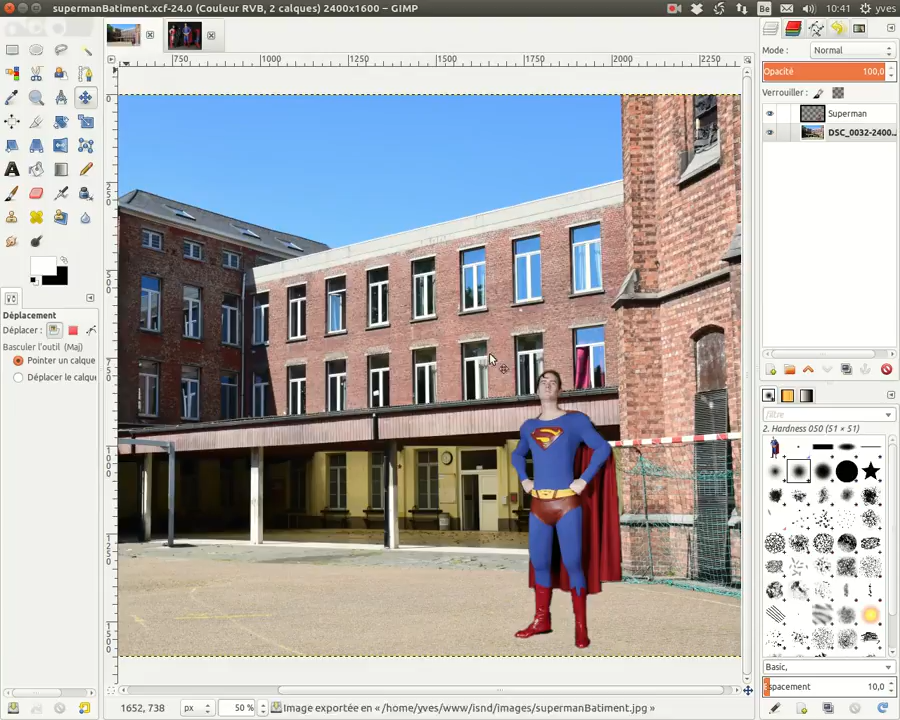 supermanBatiment.xcf-24.0 (Couleur RVB, 2 calques) 2400x1600 – GIMP
Be
10:41
yves
750
1000
1250
1500
1750
2000
2250
Mode :
Normal
Opacité
100,0
Verrouiller :
Superman
DSC_0032-2400...
Déplacement
Déplacer :
Basculer l'outil (Maj)
Pointer un calque
Déplacer le calque
filtre
2. Hardness 050 (51 × 51)
Basic,
Espacement
10,0
1652, 738
px
50 %
Image exportée en « /home/yves/www/isnd/images/supermanBatiment.jpg »